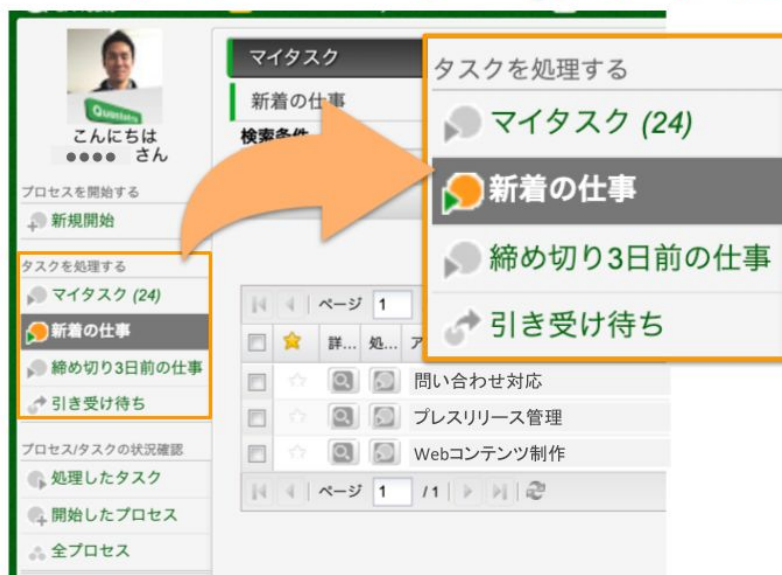 Questetra
こんにちは
●●●● さん
プロセスを開始する
新規開始
タスクを処理する
マイタスク (24)
新着の仕事
締め切り3日前の仕事
引き受け待ち
プロセス/タスクの状況確認
処理したタスク
開始したプロセス
全プロセス
マイタスク
新着の仕事
検索条件
ページ 1
詳... 処... ア
問い合わせ対応
プレスリリース管理
Webコンテンツ制作
ページ 1 / 1
タスクを処理する
マイタスク (24)
新着の仕事
締め切り3日前の仕事
引き受け待ち